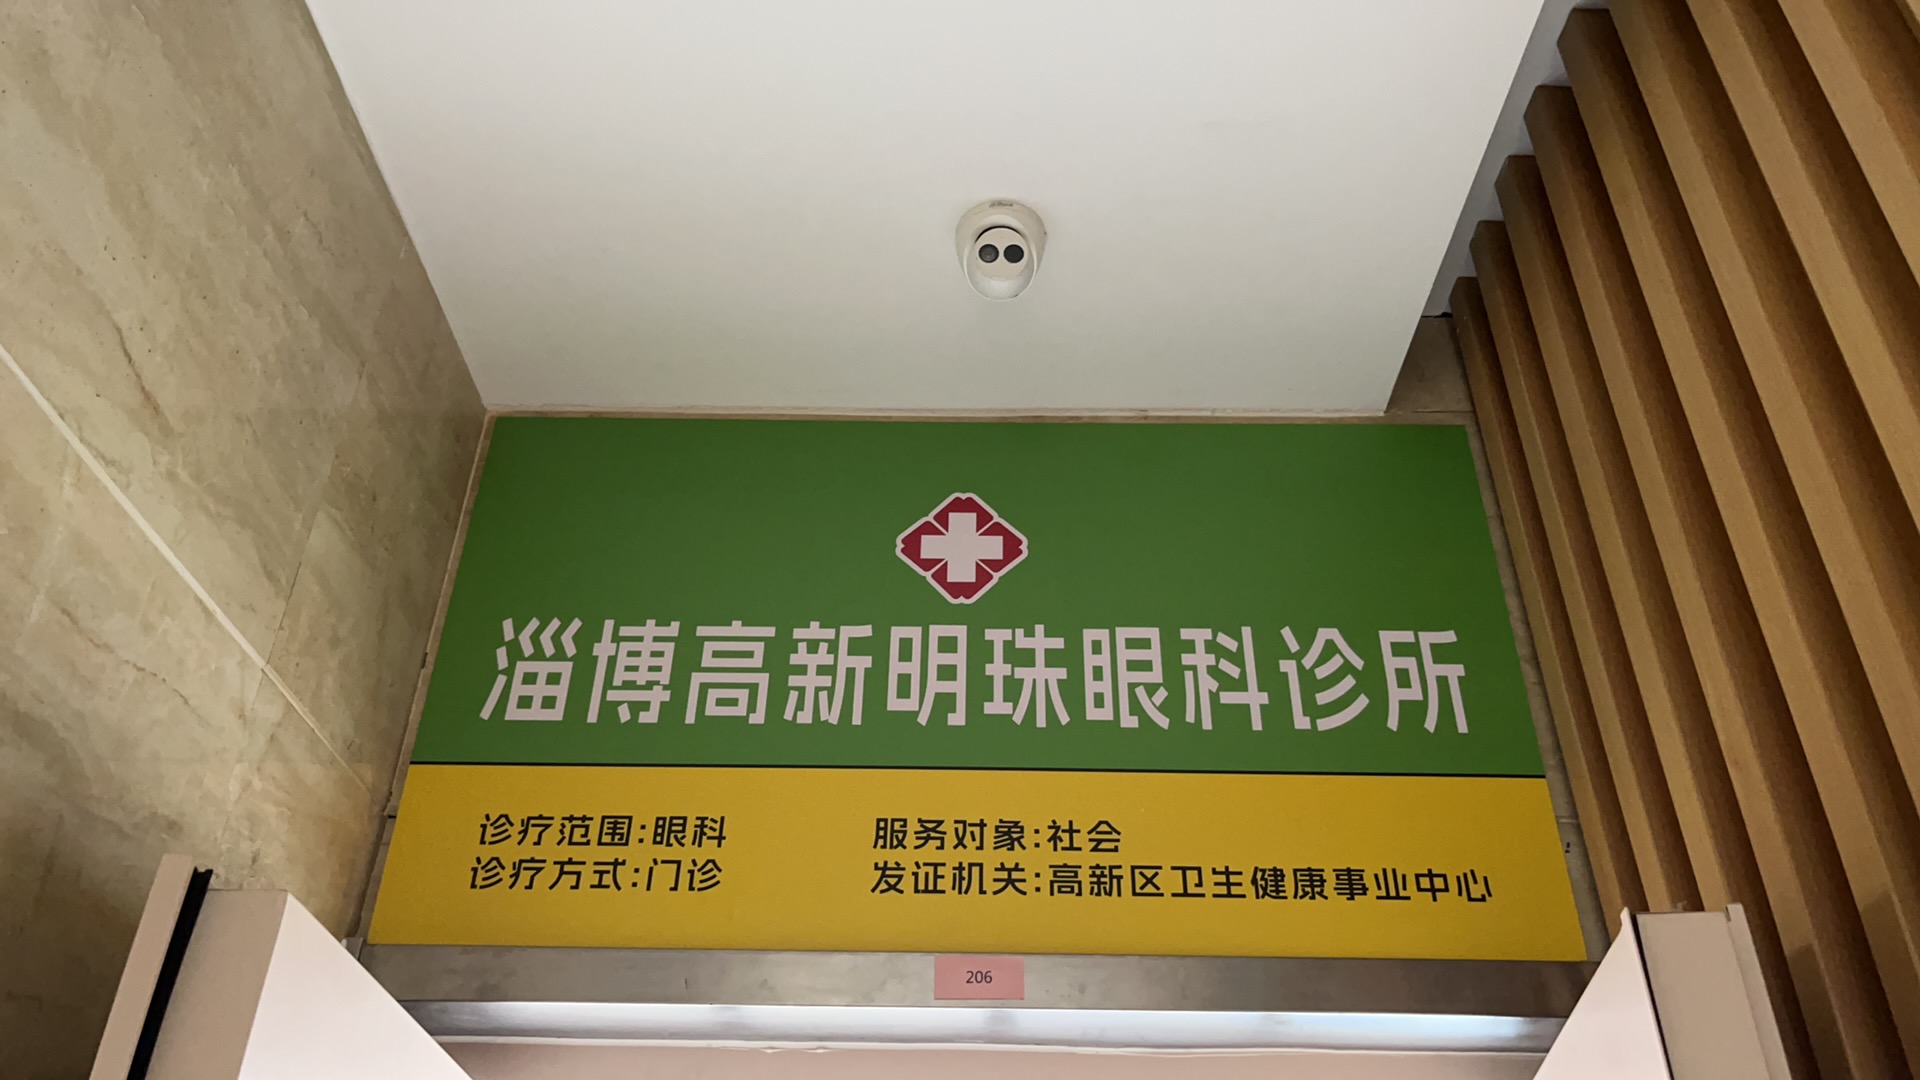 淄博高新明珠眼科诊所
诊疗范围:眼科
诊疗方式:门诊
服务对象:社会
发证机关:高新区卫生健康事业中心
206